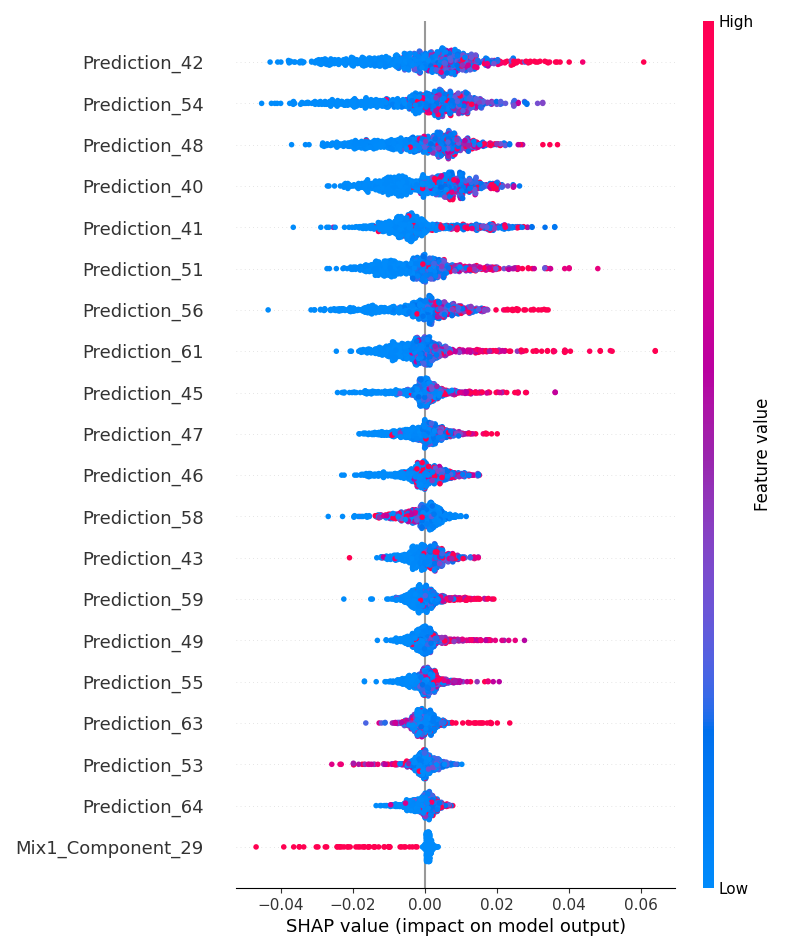 High
Prediction_42
Prediction_54
Prediction_48
Prediction_40
Prediction_41
Prediction_51
Prediction_56
Prediction_61
Prediction_45
Prediction_47
Prediction_46
Prediction_58
Prediction_43
Prediction_59
Prediction_49
Prediction_55
Prediction_63
Prediction_53
Prediction_64
Mix1_Component_29
Feature value
Low
−0.04 −0.02 0.00 0.02 0.04 0.06
SHAP value (impact on model output)